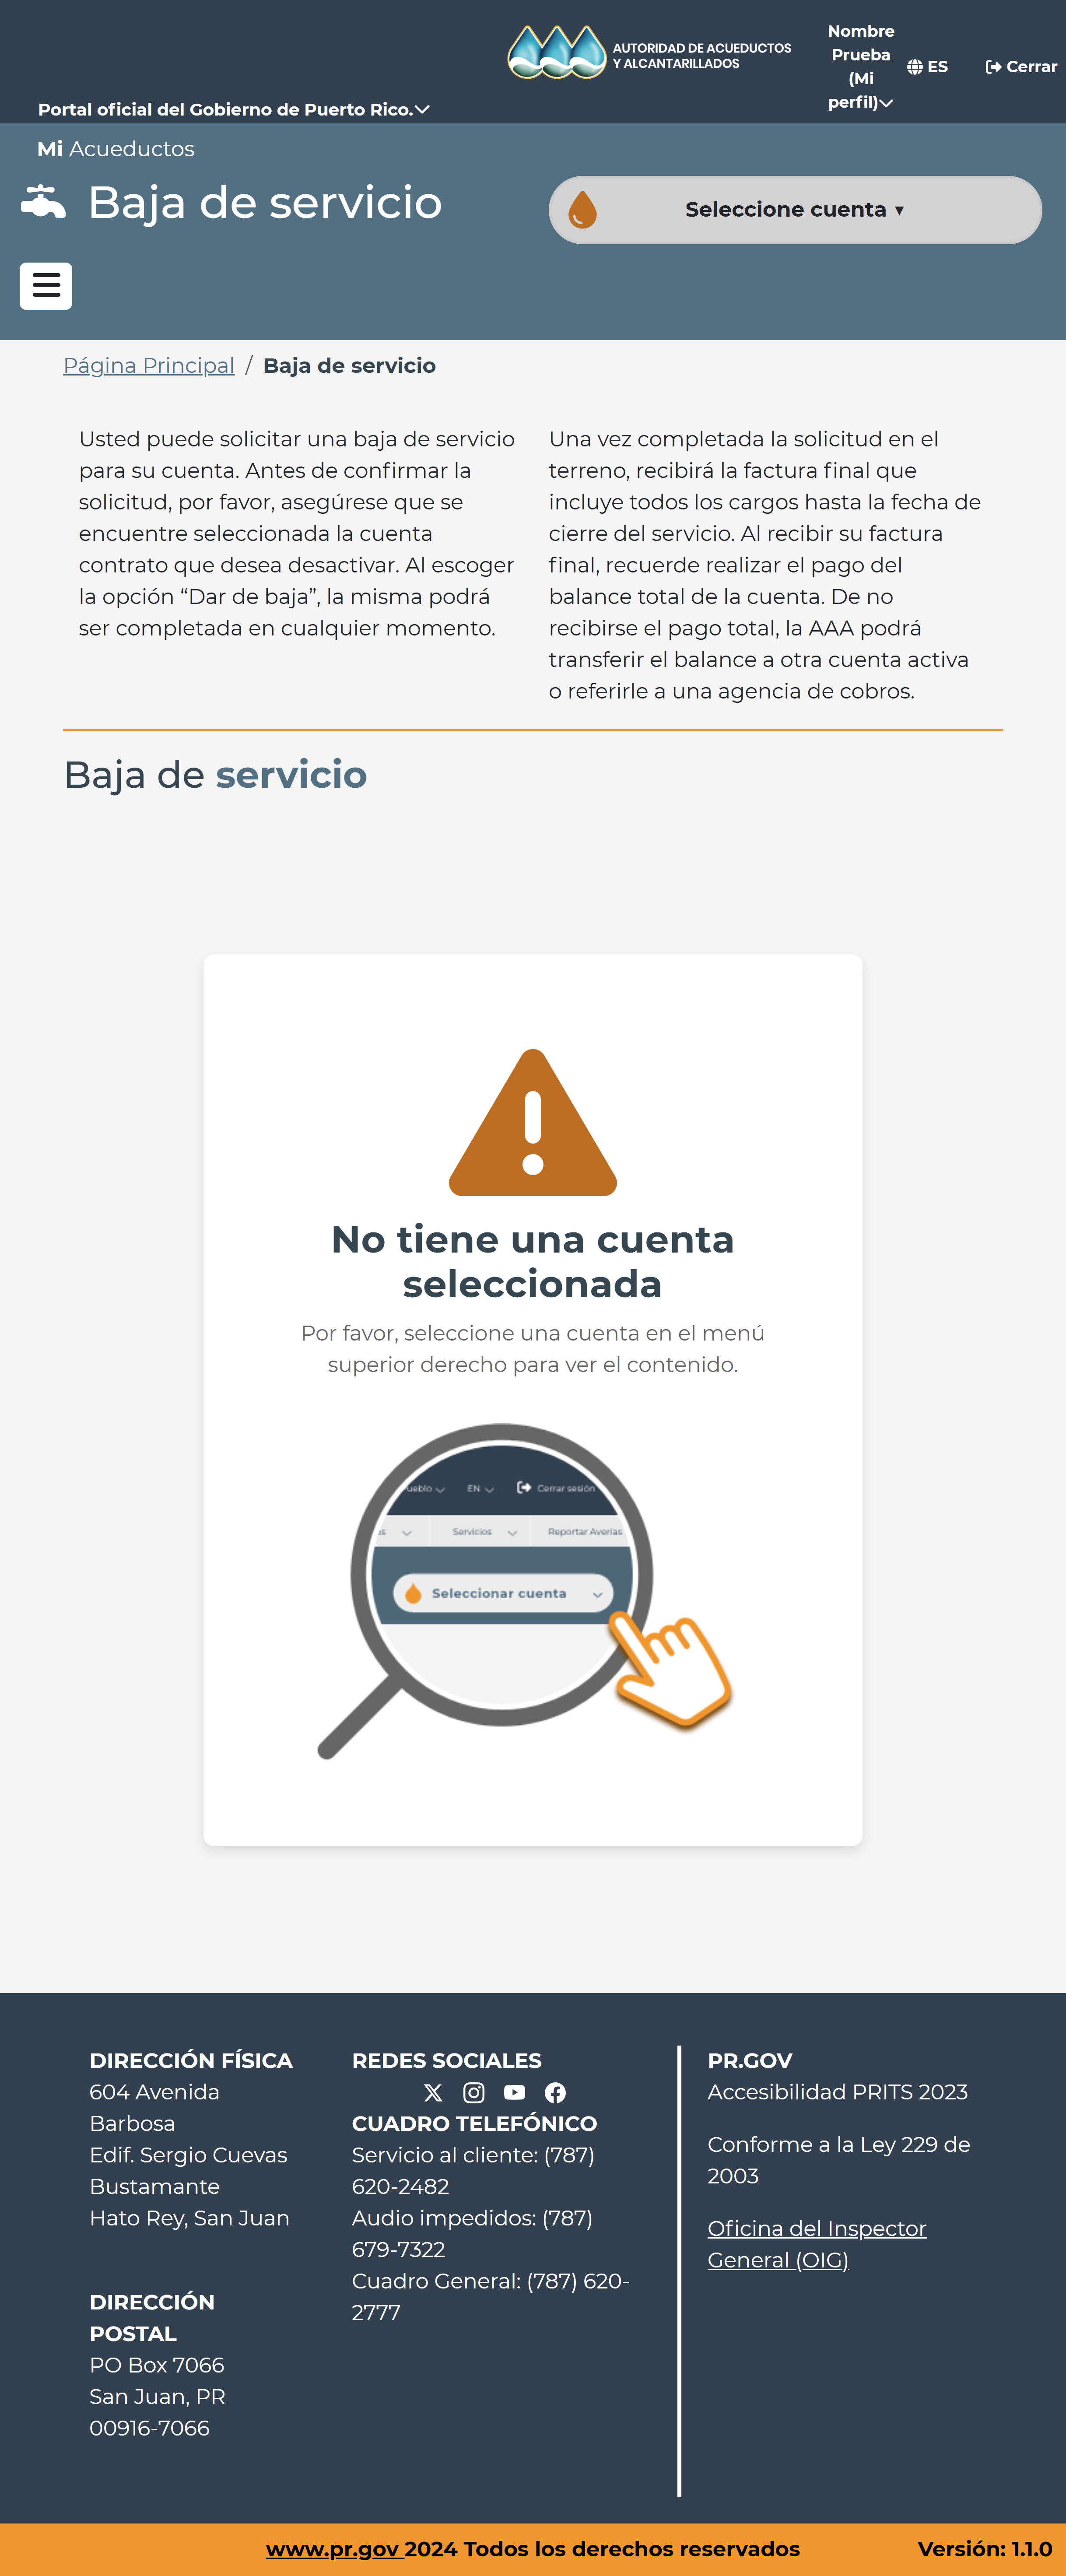 AUTORIDAD DE ACUEDUCTOS
Y ALCANTARILLADOS
Nombre
Prueba
(Mi
perfil)
ES
Cerrar
Portal oficial del Gobierno de Puerto Rico.
Mi Acueductos
Baja de servicio
Seleccione cuenta ▾
Página Principal / Baja de servicio
Usted puede solicitar una baja de servicio
para su cuenta. Antes de confirmar la
solicitud, por favor, asegúrese que se
encuentre seleccionada la cuenta
contrato que desea desactivar. Al escoger
la opción “Dar de baja”, la misma podrá
ser completada en cualquier momento.
Una vez completada la solicitud en el
terreno, recibirá la factura final que
incluye todos los cargos hasta la fecha de
cierre del servicio. Al recibir su factura
final, recuerde realizar el pago del
balance total de la cuenta. De no
recibirse el pago total, la AAA podrá
transferir el balance a otra cuenta activa
o referirle a una agencia de cobros.
Baja de servicio
No tiene una cuenta
seleccionada
Por favor, seleccione una cuenta en el menú
superior derecho para ver el contenido.
ueblo EN Cerrar sesión
as Servicios Reportar Averías
Seleccionar cuenta
DIRECCIÓN FÍSICA
604 Avenida
Barbosa
Edif. Sergio Cuevas
Bustamante
Hato Rey, San Juan
DIRECCIÓN
POSTAL
PO Box 7066
San Juan, PR
00916-7066
REDES SOCIALES
CUADRO TELEFÓNICO
Servicio al cliente: (787)
620-2482
Audio impedidos: (787)
679-7322
Cuadro General: (787) 620-
2777
PR.GOV
Accesibilidad PRITS 2023
Conforme a la Ley 229 de
2003
Oficina del Inspector
General (OIG)
www.pr.gov 2024 Todos los derechos reservados
Versión: 1.1.0